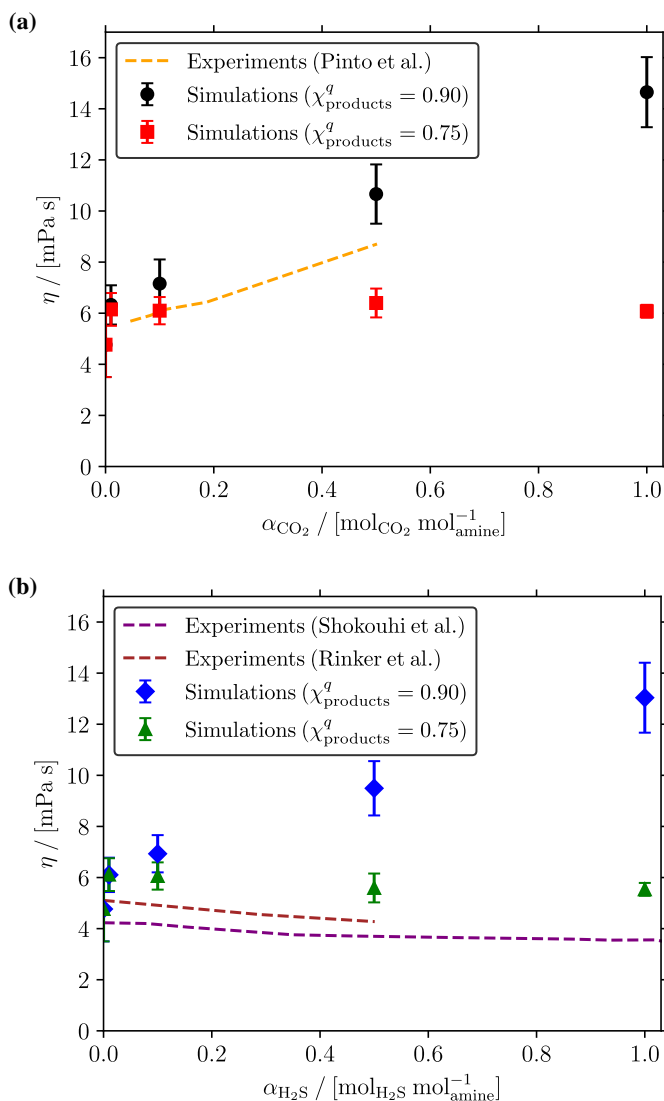 (a)
16
14
12
10
8
6
4
2
0
η / [mPa s]
Experiments (Pinto et al.)
Simulations (χ^q_products = 0.90)
Simulations (χ^q_products = 0.75)
0.0 0.2 0.4 0.6 0.8 1.0
α_CO₂ / [mol_CO₂ mol⁻¹_amine]
(b)
16
14
12
10
8
6
4
2
0
η / [mPa s]
Experiments (Shokouhi et al.)
Experiments (Rinker et al.)
Simulations (χ^q_products = 0.90)
Simulations (χ^q_products = 0.75)
0.0 0.2 0.4 0.6 0.8 1.0
α_H₂S / [mol_H₂S mol⁻¹_amine]